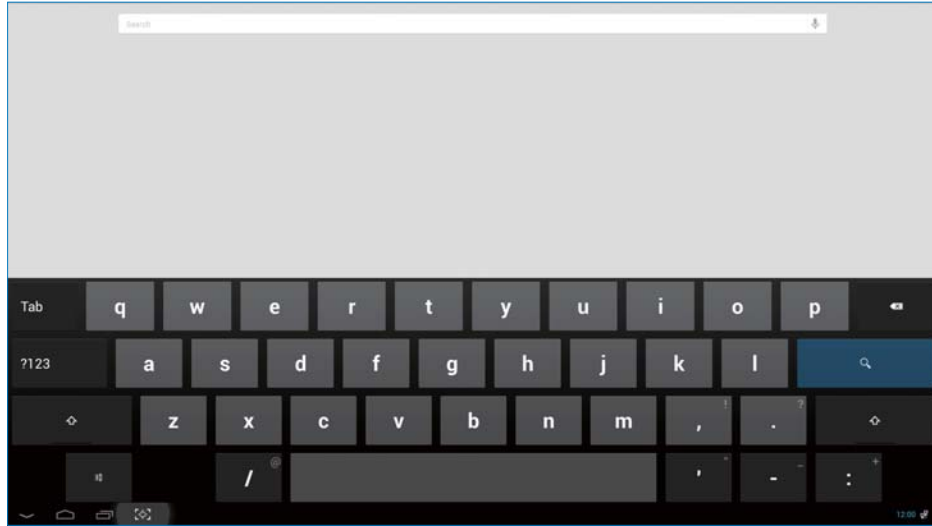 Search
Tab q w e r t y u i o p
?123 a s d f g h j k l
z x c v b n m , ! . ?
/ @ ' " - _ : +
12:00